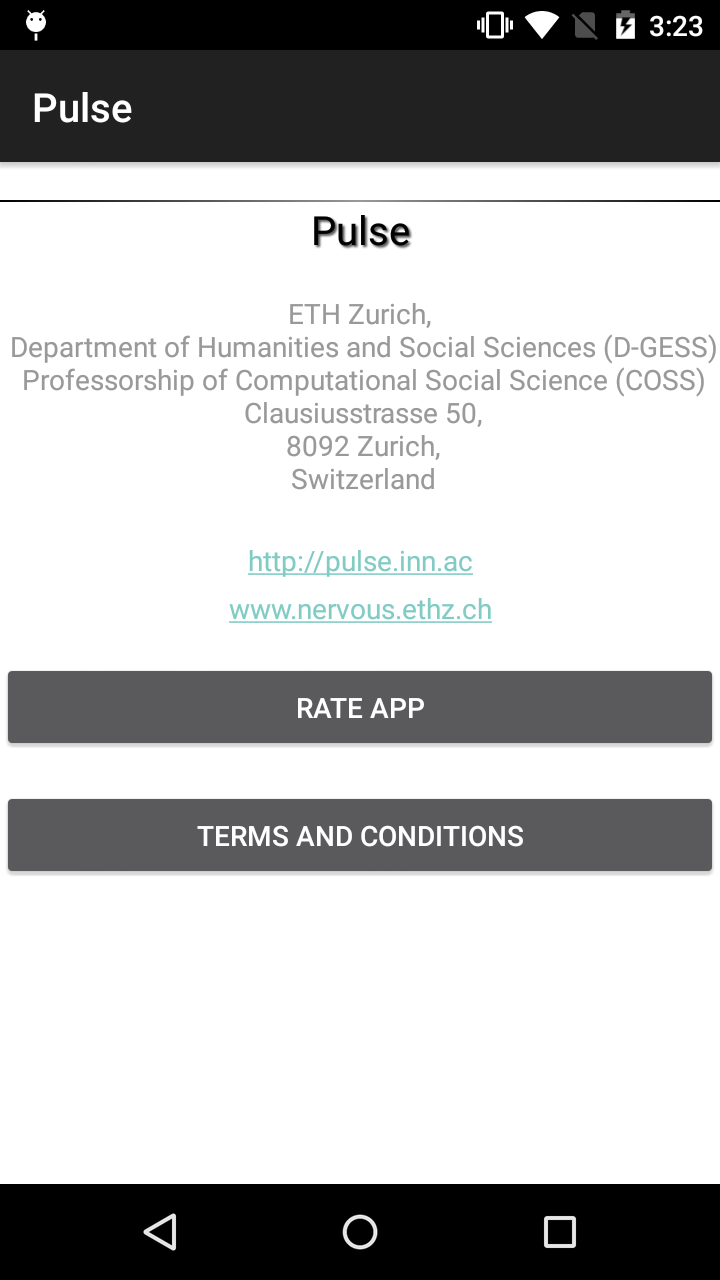 3:23
Pulse
Pulse
ETH Zurich,
Department of Humanities and Social Sciences (D-GESS)
Professorship of Computational Social Science (COSS)
Clausiusstrasse 50,
8092 Zurich,
Switzerland
http://pulse.inn.ac
www.nervous.ethz.ch
RATE APP
TERMS AND CONDITIONS